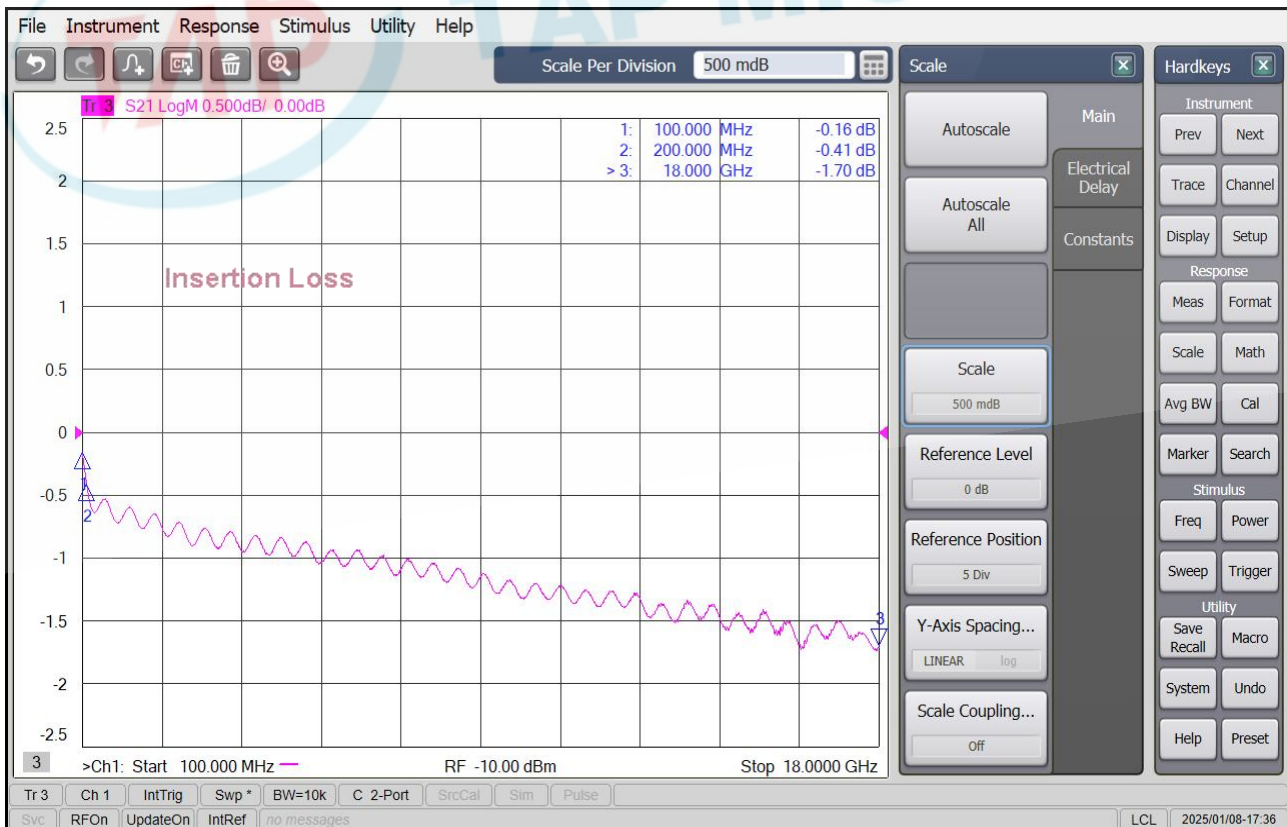 TAP
TAP MIC
File Instrument Response Stimulus Utility Help
Scale Per Division 500 mdB
Tr 3 S21 LogM 0.500dB/ 0.00dB
1: 100.000 MHz -0.16 dB
2: 200.000 MHz -0.41 dB
> 3: 18.000 GHz -1.70 dB
2.5
2
1.5
1
0.5
0
-0.5
-1
-1.5
-2
-2.5
Insertion Loss
1
2
3
3
>Ch1: Start 100.000 MHz
RF -10.00 dBm
Stop 18.0000 GHz
Scale
Autoscale
Autoscale
All
Scale
500 mdB
Reference Level
0 dB
Reference Position
5 Div
Y-Axis Spacing...
LINEAR log
Scale Coupling...
Off
Main
Electrical
Delay
Constants
Hardkeys
Instrument
Prev Next
Trace Channel
Display Setup
Response
Meas Format
Scale Math
Avg BW Cal
Marker Search
Stimulus
Freq Power
Sweep Trigger
Utility
Save
Recall
Macro
System Undo
Help Preset
Tr 3 Ch 1 IntTrig Swp * BW=10k C 2-Port SrcCal Sim Pulse
Svc RFOn UpdateOn IntRef no messages LCL 2025/01/08-17:36